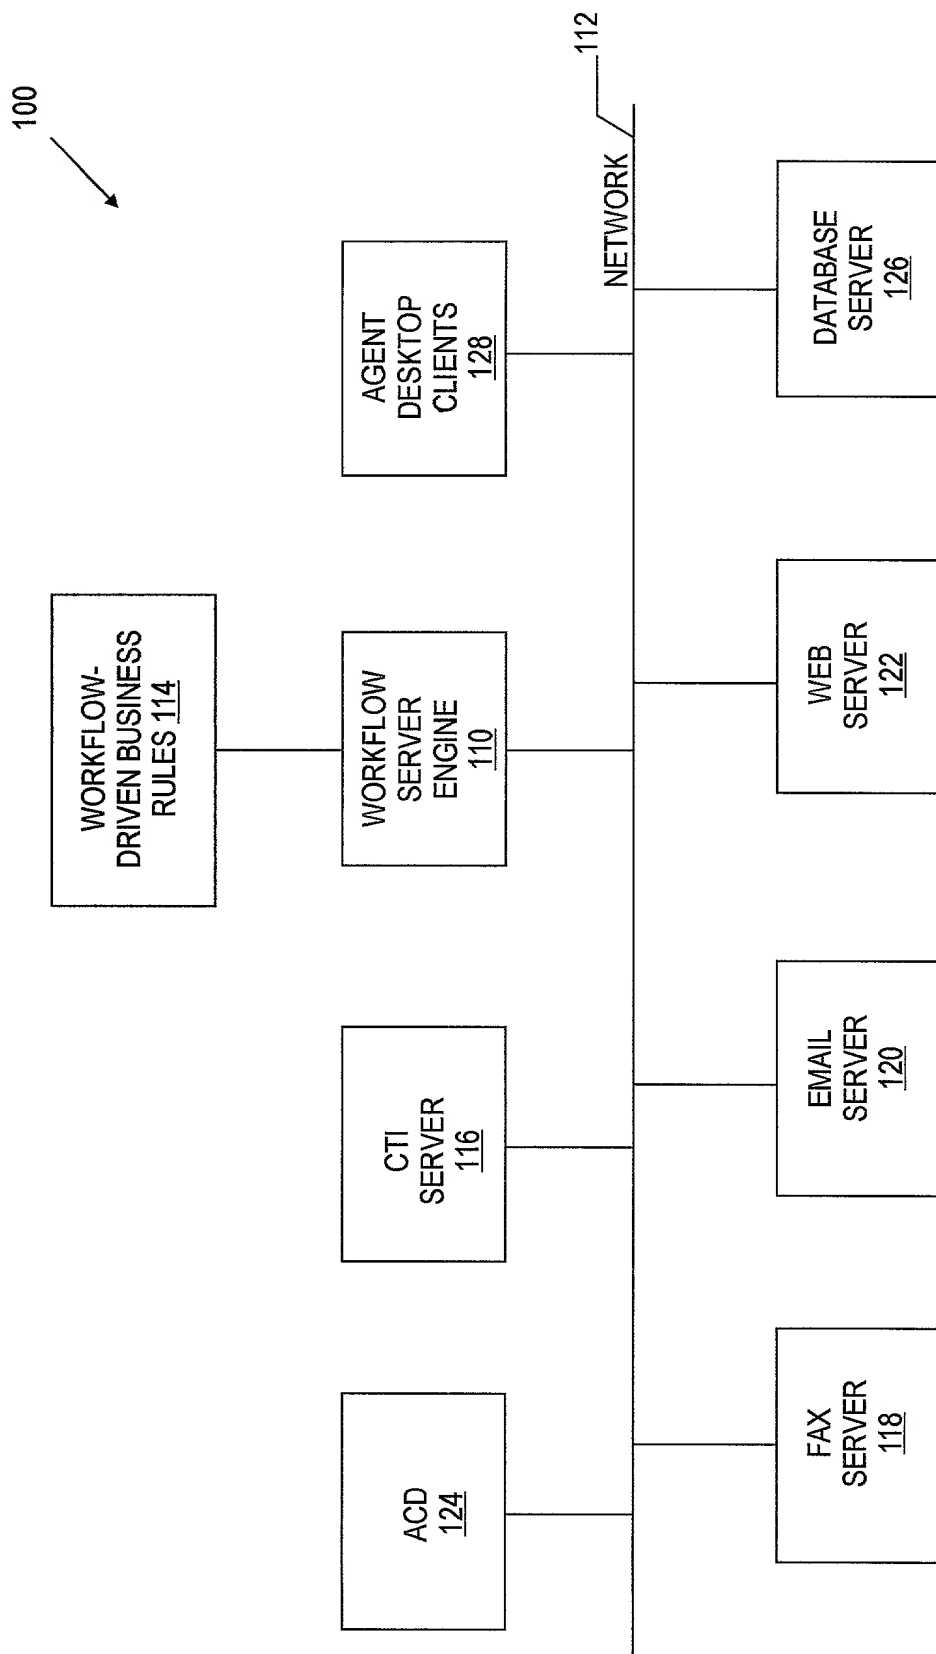 100
WORKFLOW-
DRIVEN BUSINESS
RULES 114
ACD
124
CTI
SERVER
116
WORKFLOW
SERVER
ENGINE
110
AGENT
DESKTOP
CLIENTS
128
NETWORK
112
FAX
SERVER
118
EMAIL
SERVER
120
WEB
SERVER
122
DATABASE
SERVER
126